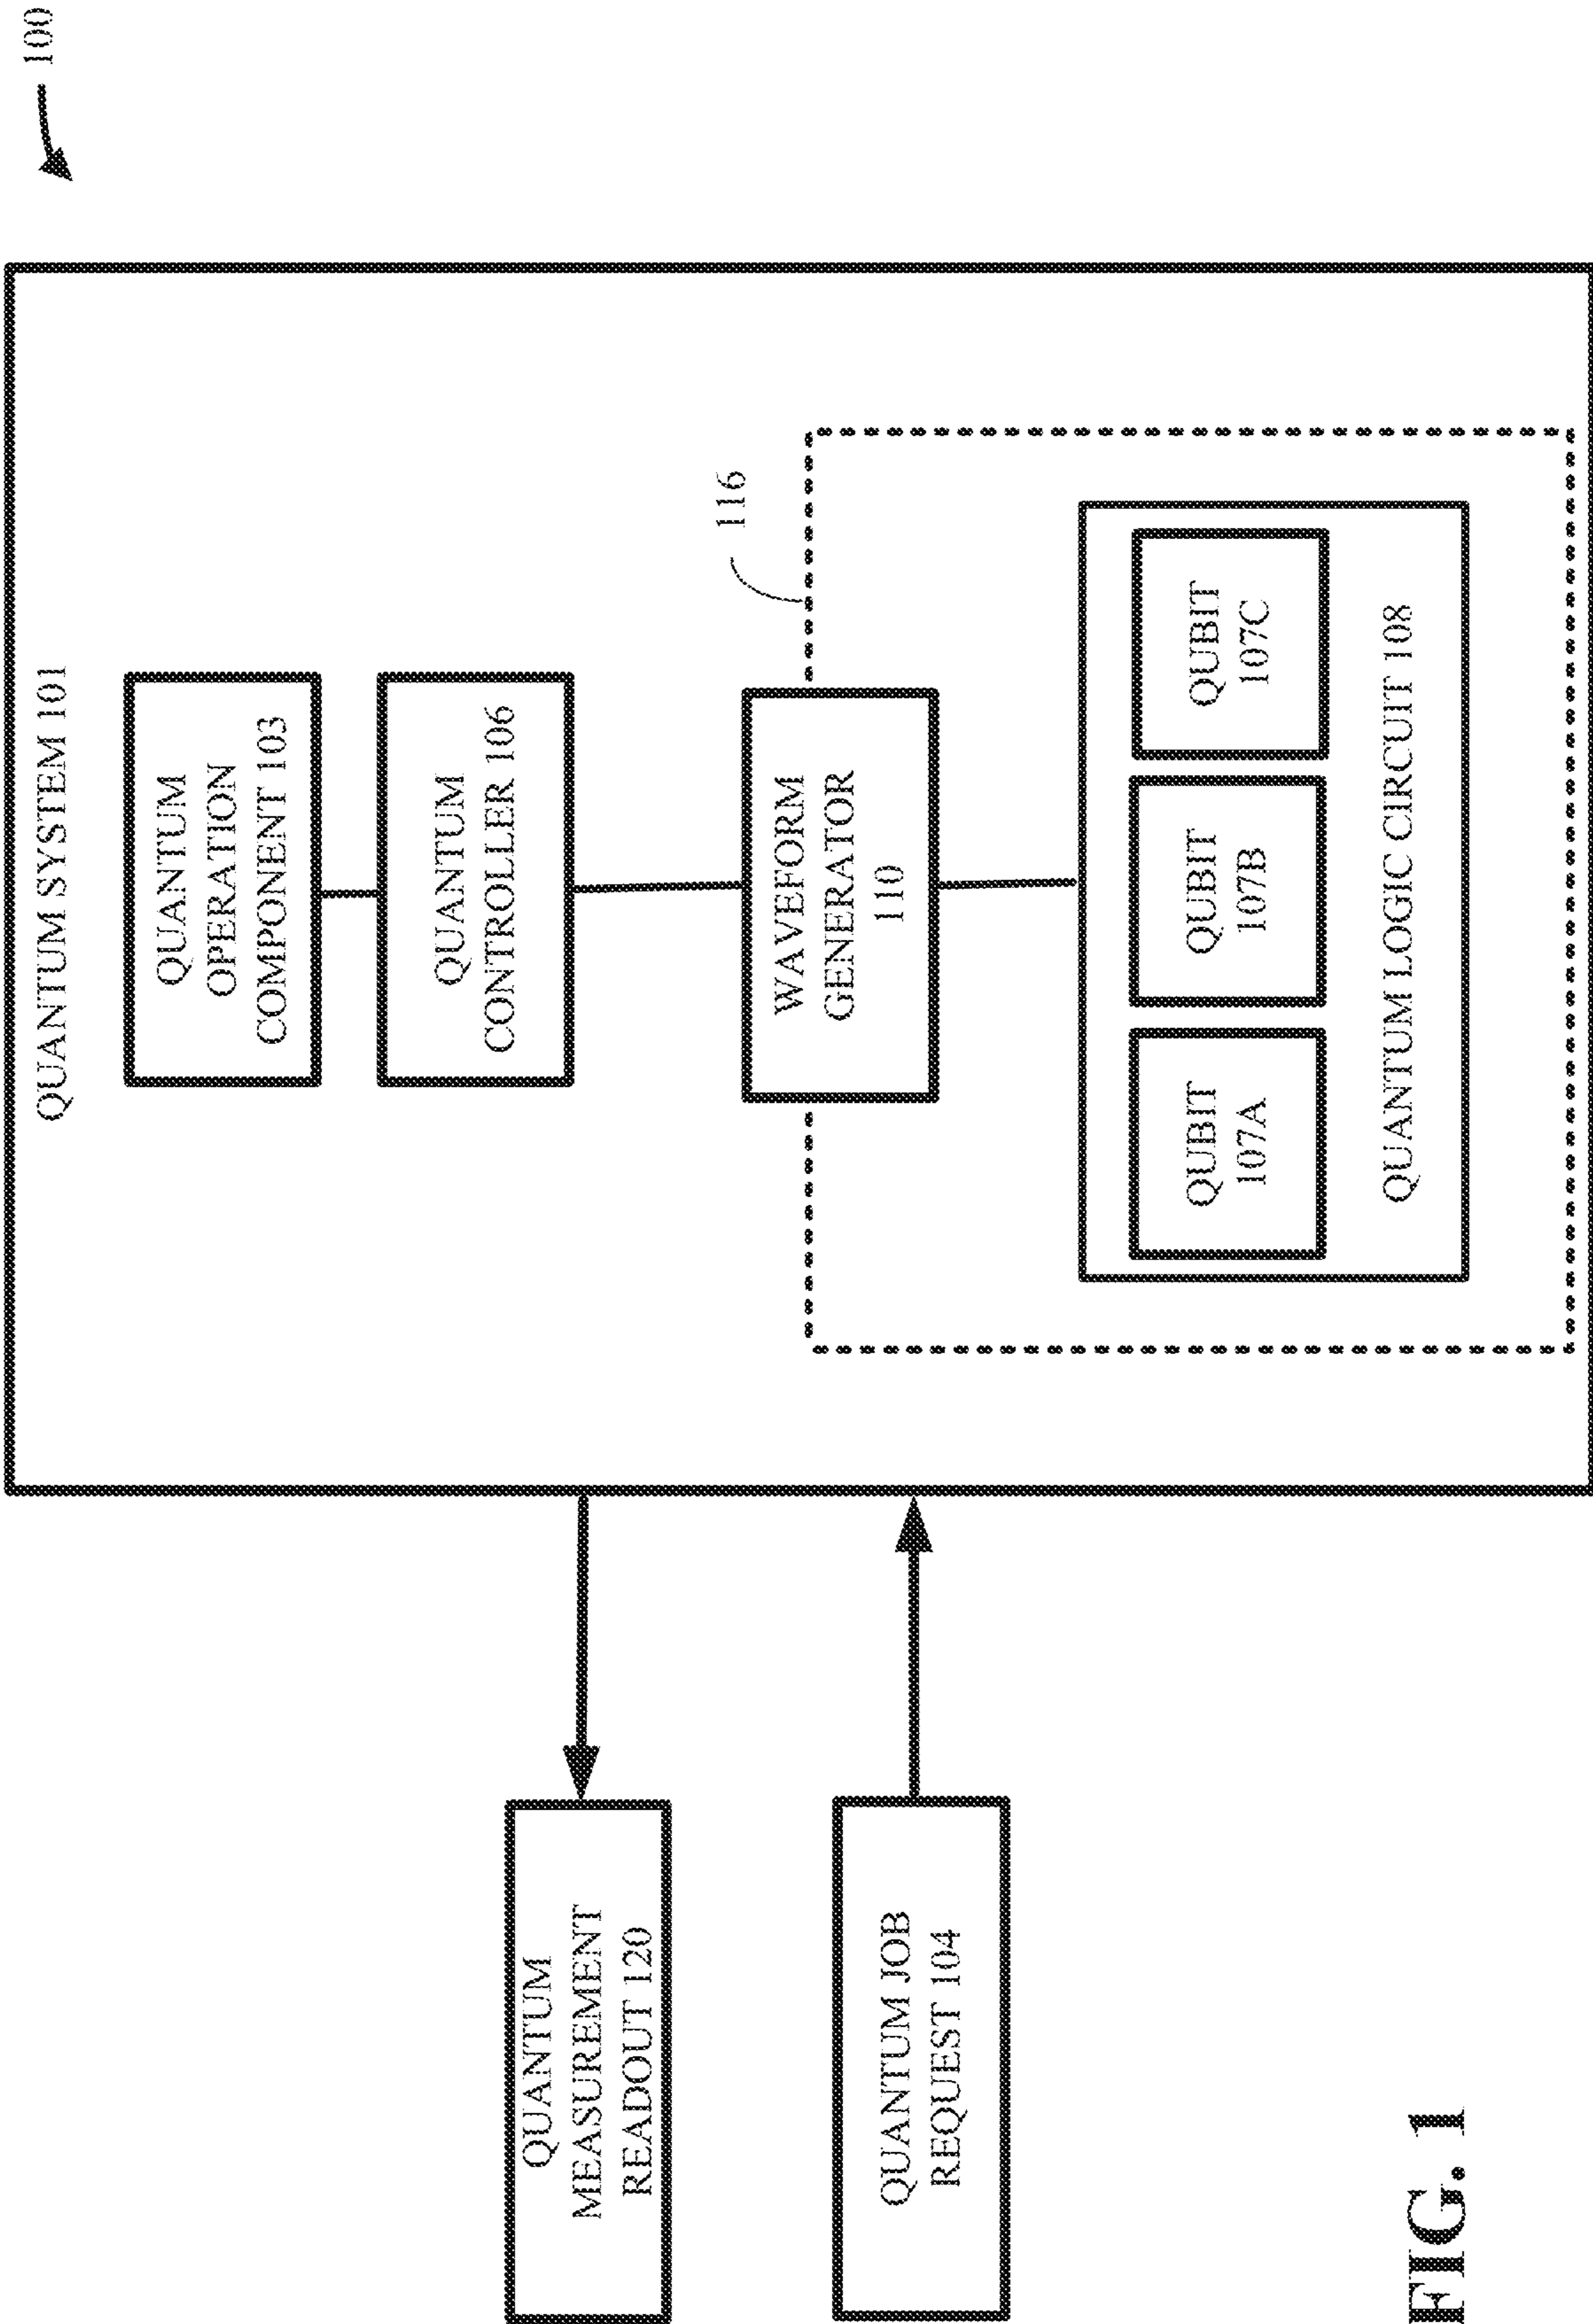 100
QUANTUM SYSTEM 101
QUANTUM
OPERATION
COMPONENT 103
QUANTUM
CONTROLLER 106
QUANTUM
MEASUREMENT
READOUT 120
116
WAVEFORM
GENERATOR
110
QUANTUM JOB
REQUEST 104
QUBIT
107A
QUBIT
107B
QUBIT
107C
QUANTUM LOGIC CIRCUIT 108
FIG. 1